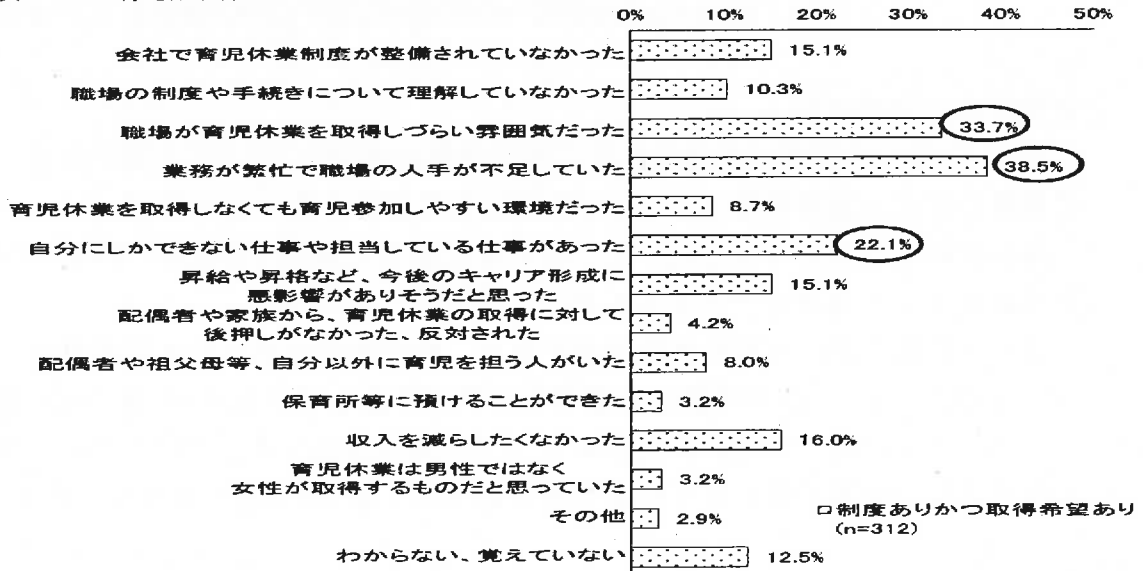 0% 10% 20% 30% 40% 50%
会社で育児休業制度が整備されていなかった 15.1%
職場の制度や手続きについて理解していなかった 10.3%
職場が育児休業を取得しづらい雰囲気だった 33.7%
業務が繁忙で職場の人手が不足していた 38.5%
育児休業を取得しなくても育児参加しやすい環境だった 8.7%
自分にしかできない仕事や担当している仕事があった 22.1%
昇給や昇格など、今後のキャリア形成に
悪影響がありそうだと思った 15.1%
配偶者や家族から、育児休業の取得に対して
後押しがなかった、反対された 4.2%
配偶者や祖父母等、自分以外に育児を担う人がいた 8.0%
保育所等に預けることができた 3.2%
収入を減らしたくなかった 16.0%
育児休業は男性ではなく
女性が取得するものだと思っていた 3.2%
その他 2.9%
わからない、覚えていない 12.5%
制度ありかつ取得希望あり
(n=312)